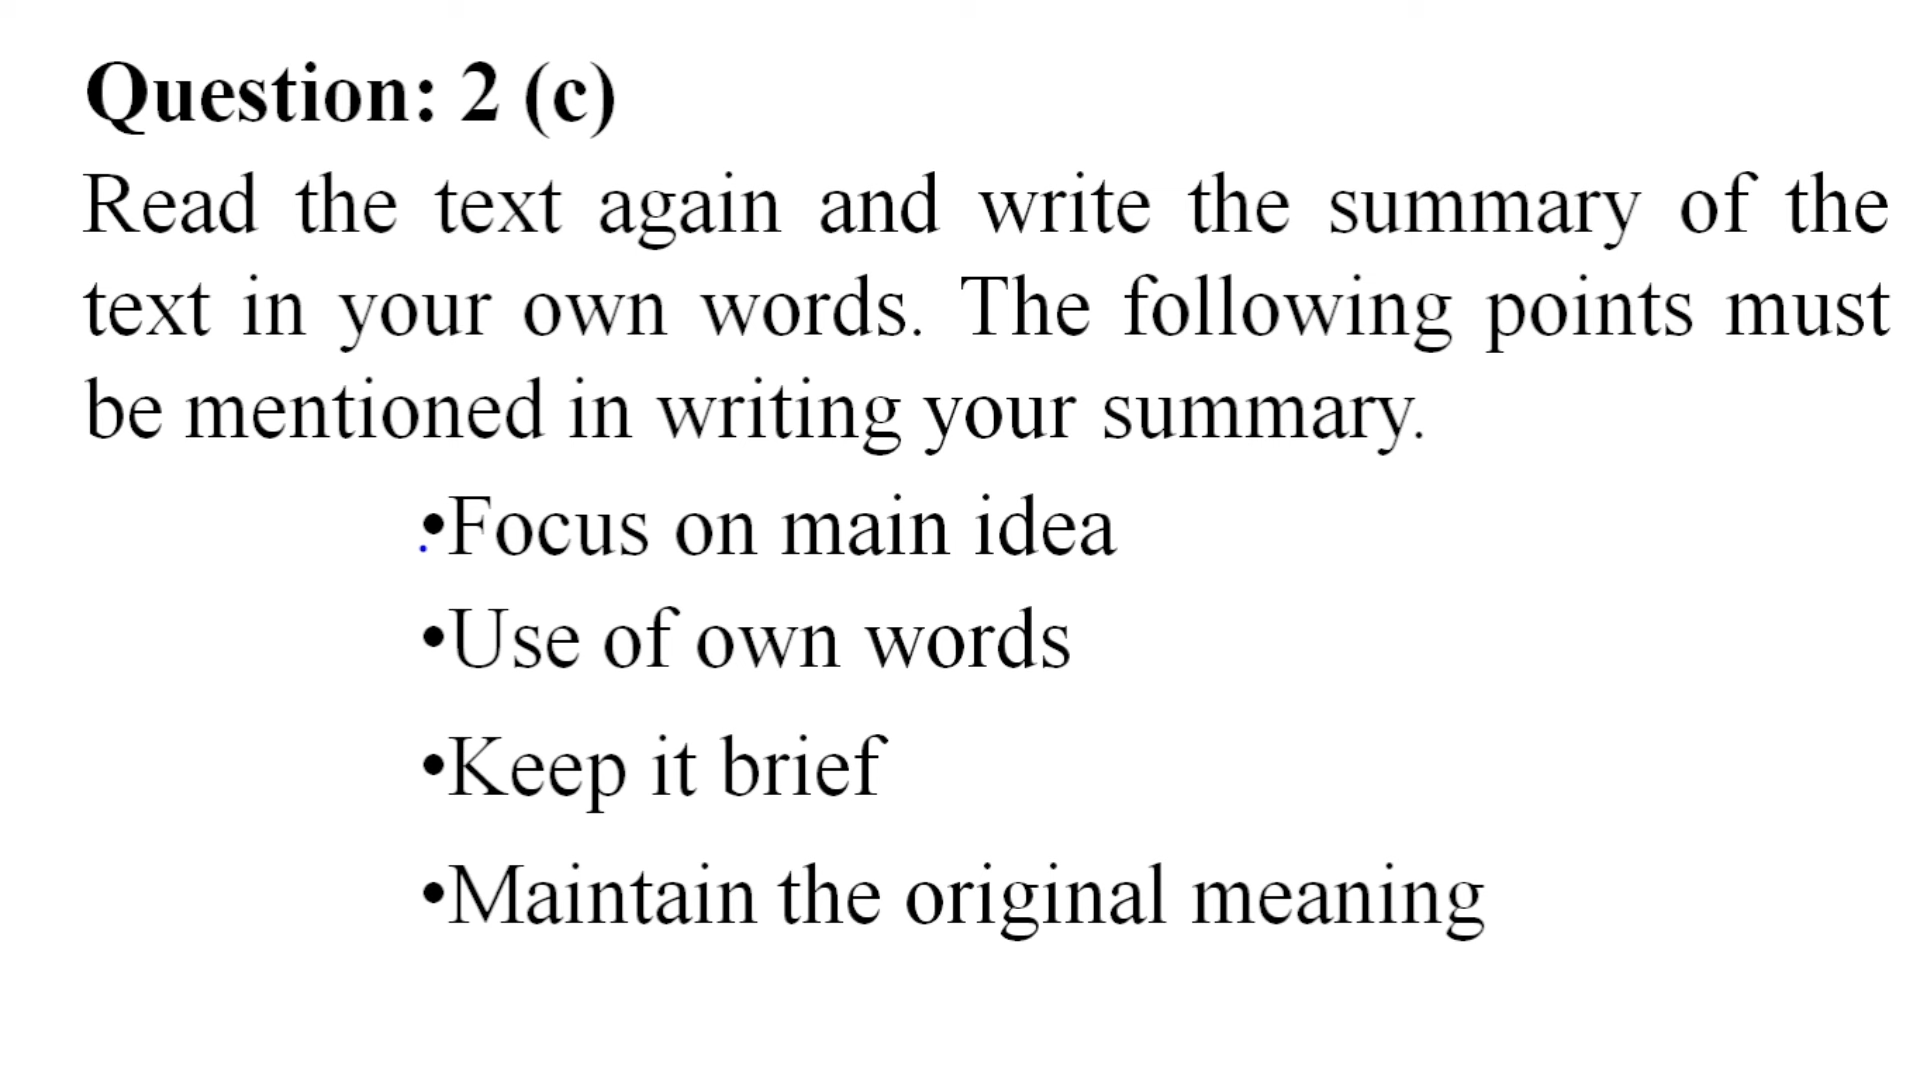 Question: 2 (c)
Read the text again and write the summary of the
text in your own words. The following points must
be mentioned in writing your summary.
•Focus on main idea
•Use of own words
•Keep it brief
•Maintain the original meaning